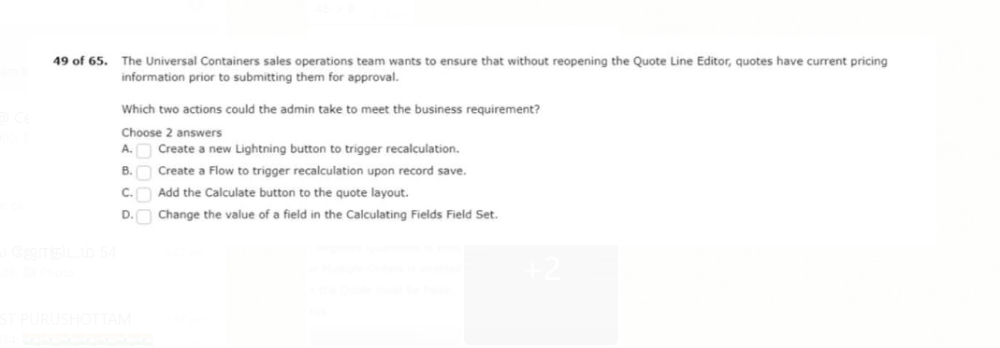 49 of 65. The Universal Containers sales operations team wants to ensure that without reopening the Quote Line Editor, quotes have current pricing
information prior to submitting them for approval.
Which two actions could the admin take to meet the business requirement?
Choose 2 answers
A. Create a new Lightning button to trigger recalculation.
B. Create a Flow to trigger recalculation upon record save.
C. Add the Calculate button to the quote layout.
D. Change the value of a field in the Calculating Fields Field Set.
+2
ST PURUSHOTTAM